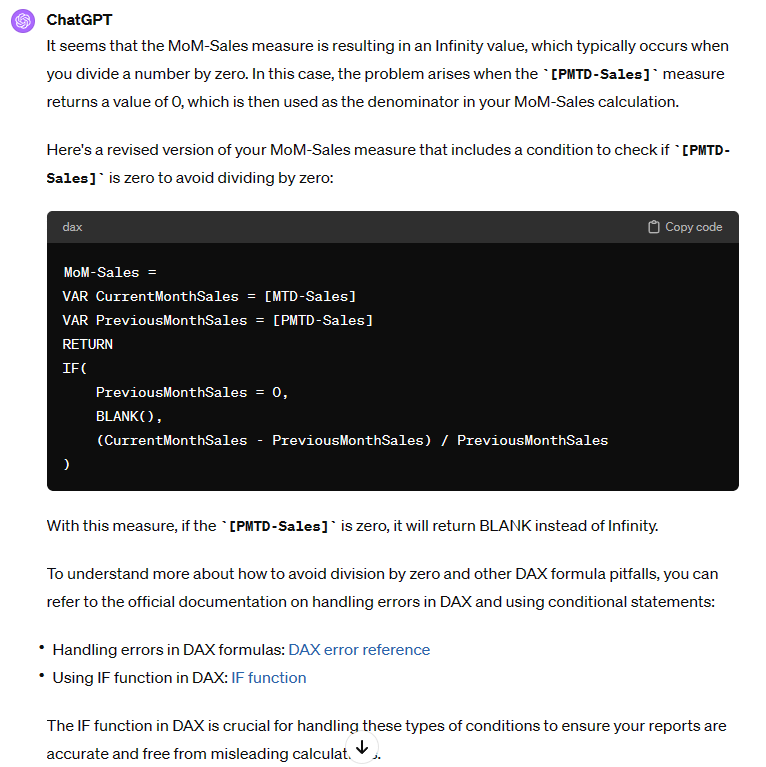 ChatGPT
It seems that the MoM-Sales measure is resulting in an Infinity value, which typically occurs when
you divide a number by zero. In this case, the problem arises when the `[PMTD-Sales]` measure
returns a value of 0, which is then used as the denominator in your MoM-Sales calculation.
Here's a revised version of your MoM-Sales measure that includes a condition to check if `[PMTD-
Sales]` is zero to avoid dividing by zero:
dax Copy code
MoM-Sales =
VAR CurrentMonthSales = [MTD-Sales]
VAR PreviousMonthSales = [PMTD-Sales]
RETURN
IF(
    PreviousMonthSales = 0,
    BLANK(),
    (CurrentMonthSales - PreviousMonthSales) / PreviousMonthSales
)
With this measure, if the `[PMTD-Sales]` is zero, it will return BLANK instead of Infinity.
To understand more about how to avoid division by zero and other DAX formula pitfalls, you can
refer to the official documentation on handling errors in DAX and using conditional statements:
• Handling errors in DAX formulas: DAX error reference
• Using IF function in DAX: IF function
The IF function in DAX is crucial for handling these types of conditions to ensure your reports are
accurate and free from misleading